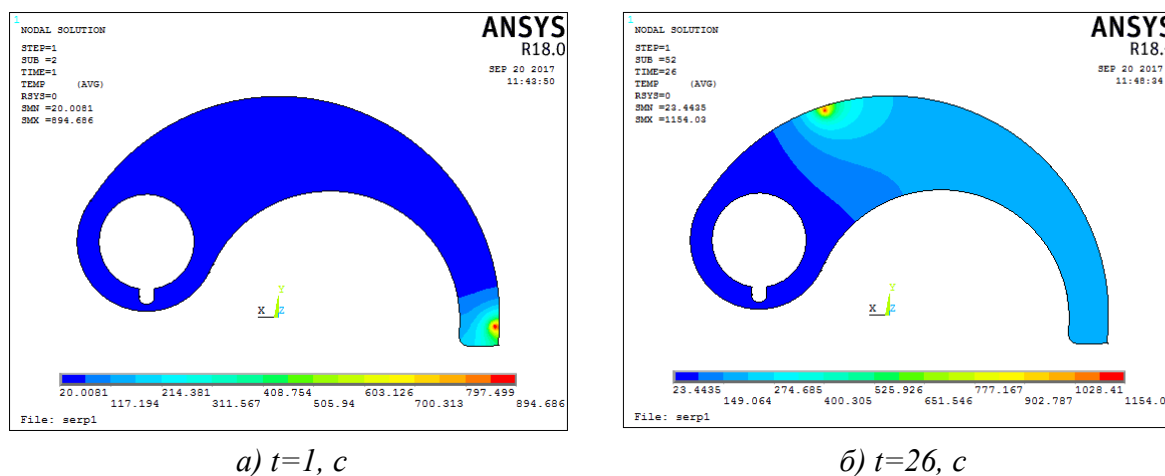 1
NODAL SOLUTION
STEP=1
SUB =2
TIME=1
TEMP (AVG)
RSYS=0
SMN =20.0081
SMX =894.686
ANSYS
R18.0
SEP 20 2017
11:43:50
Y
X Z
20.0081 214.381 408.754 603.126 797.499
117.194 311.567 505.94 700.313 894.686
File: serp1
1
NODAL SOLUTION
STEP=1
SUB =52
TIME=26
TEMP (AVG)
RSYS=0
SMN =23.4435
SMX =1154.03
ANSYS
R18.
SEP 20 2017
11:48:34
Y
X Z
23.4435 274.685 525.926 777.167 1028.41
149.064 400.305 651.546 902.787 1154.0
File: serp1
а) t=1, c
б) t=26, c